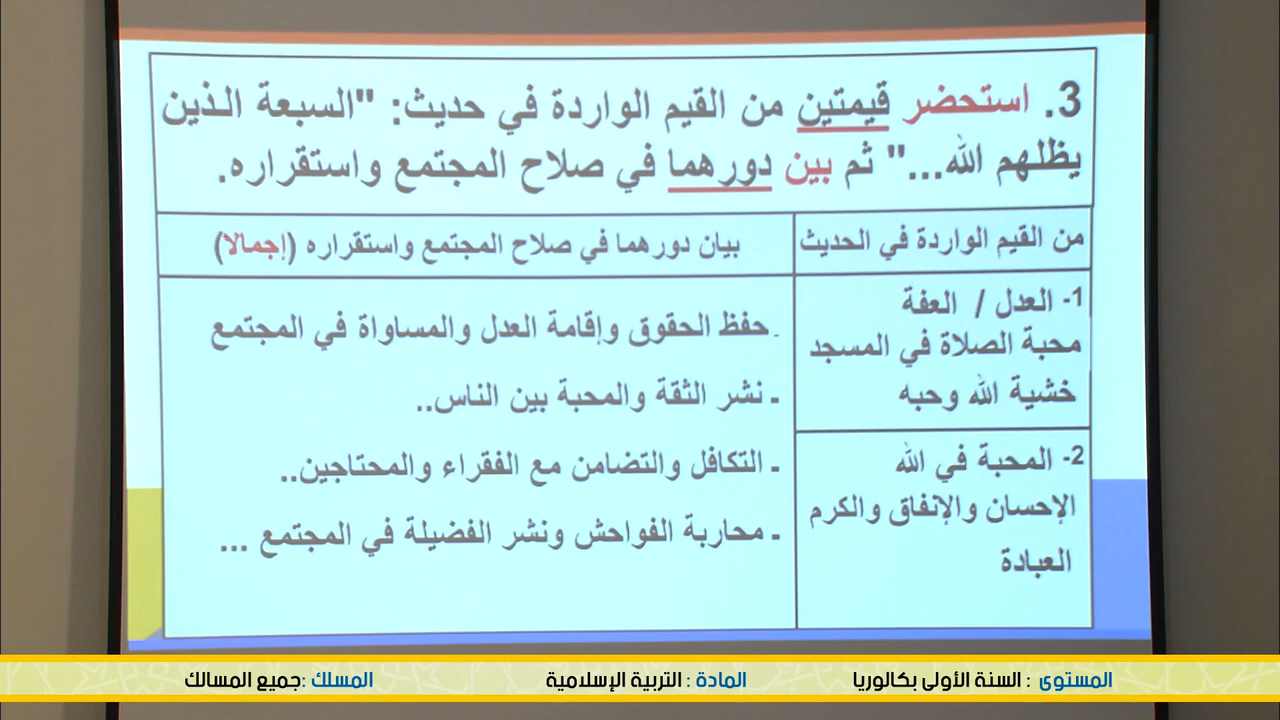 3. استحضر قيمتين من القيم الواردة في حديث: "السبعة الذين
يظلهم الله..." ثم بين دورهما في صلاح المجتمع واستقراره.
من القيم الواردة في الحديث
بيان دورهما في صلاح المجتمع واستقراره (إجمالا)
1- العدل / العفة
محبة الصلاة في المسجد
خشية الله وحبه
2- المحبة في الله
الإحسان والإنفاق والكرم
العبادة
ـ حفظ الحقوق وإقامة العدل والمساواة في المجتمع
ـ نشر الثقة والمحبة بين الناس..
ـ التكافل والتضامن مع الفقراء والمحتاجين..
ـ محاربة الفواحش ونشر الفضيلة في المجتمع ...
المستوى : السنة الأولى بكالوريا
المادة : التربية الإسلامية
المسلك :جميع المسالك